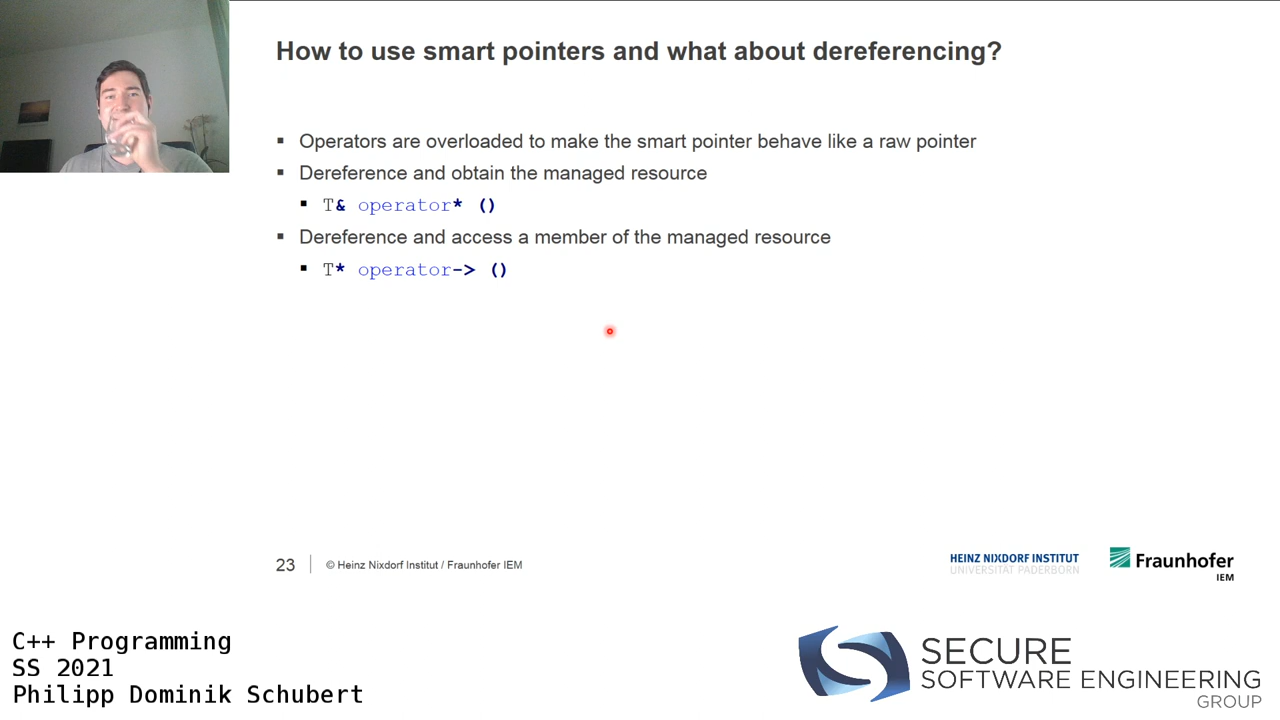 How to use smart pointers and what about dereferencing?
▪ Operators are overloaded to make the smart pointer behave like a raw pointer
▪ Dereference and obtain the managed resource
▪ T& operator* ()
▪ Dereference and access a member of the managed resource
▪ T* operator-> ()
23
© Heinz Nixdorf Institut / Fraunhofer IEM
HEINZ NIXDORF INSTITUT
UNIVERSITÄT PADERBORN
Fraunhofer
IEM
C++ Programming
SS 2021
Philipp Dominik Schubert
SECURE
SOFTWARE ENGINEERING
GROUP